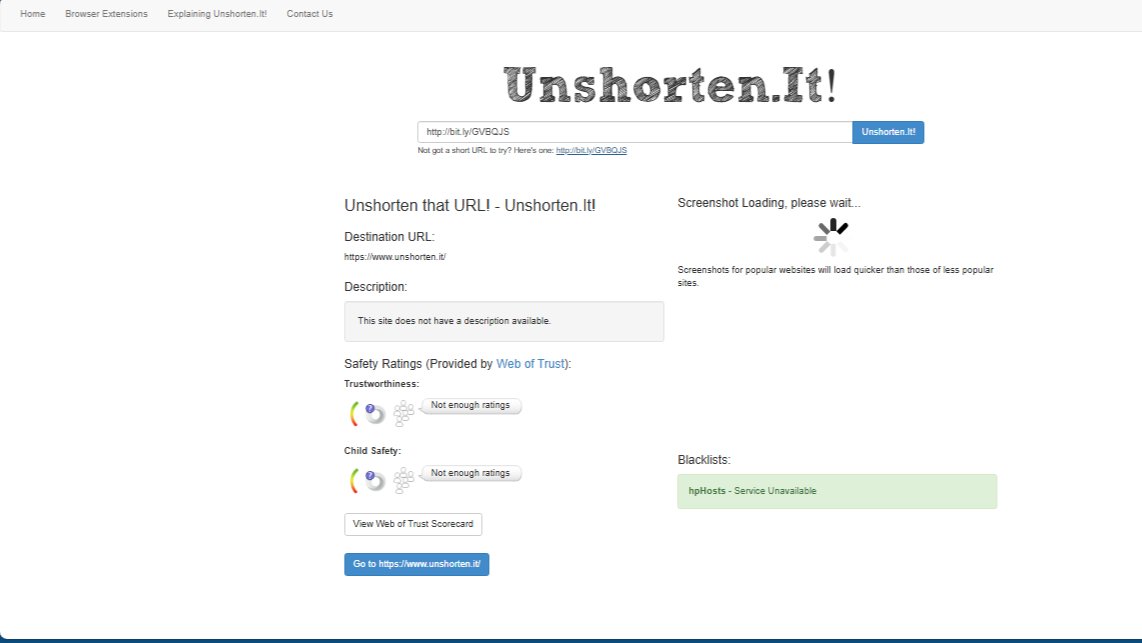 Home Browser Extensions Explaining Unshorten.It! Contact Us
Unshorten.It!
http://bit.ly/GVBQJS Unshorten.It!
Not got a short URL to try? Here's one: http://bit.ly/GVBQJS
Unshorten that URL! - Unshorten.It!
Destination URL:
https://www.unshorten.it/
Description:
This site does not have a description available.
Safety Ratings (Provided by Web of Trust):
Trustworthiness:
Not enough ratings
Child Safety:
Not enough ratings
View Web of Trust Scorecard
Go to https://www.unshorten.it/
Screenshot Loading, please wait...
Screenshots for popular websites will load quicker than those of less popular
sites.
Blacklists:
hpHosts - Service Unavailable